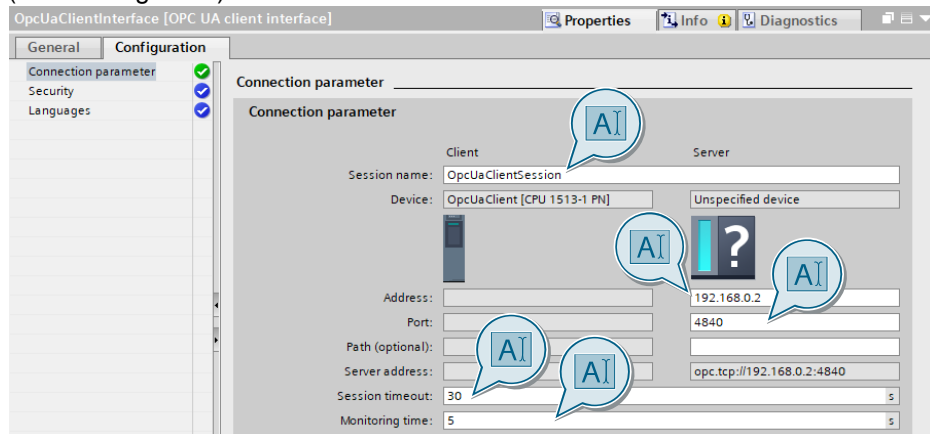 OpcUaClientInterface [OPC UA client interface]
Properties
Info
Diagnostics
General
Configuration
Connection parameter
Security
Languages
Connection parameter
Connection parameter
Client
Server
Session name:
OpcUaClientSession
Device:
OpcUaClient [CPU 1513-1 PN]
Unspecified device
?
Address:
192.168.0.2
Port:
4840
Path (optional):
Server address:
opc.tcp://192.168.0.2:4840
Session timeout:
30
s
Monitoring time:
5
s
A
A
A
A
A